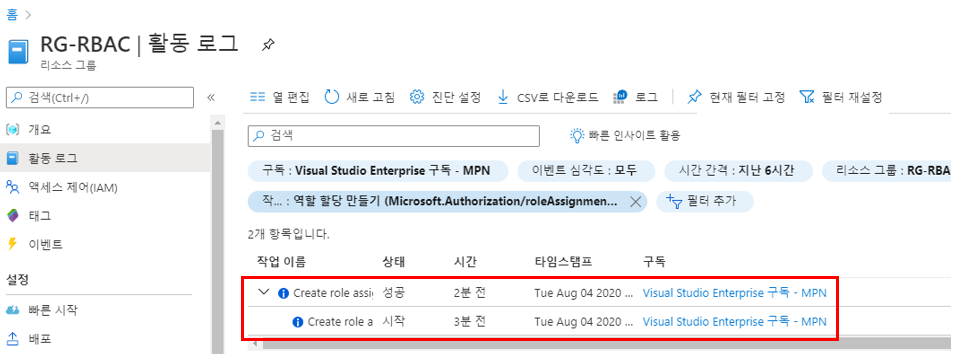 홈 >
RG-RBAC | 활동 로그
리소스 그룹
검색(Ctrl+/)
«
개요
활동 로그
액세스 제어(IAM)
태그
이벤트
설정
빠른 시작
배포
열 편집 새로 고침 진단 설정 CSV로 다운로드 로그 현재 필터 고정 필터 재설정
검색 빠른 인사이트 활용
구독 : Visual Studio Enterprise 구독 - MPN 이벤트 심각도 : 모두 시간 간격 : 지난 6시간 리소스 그룹 : RG-RBA
작... : 역할 할당 만들기 (Microsoft.Authorization/roleAssignmen... 필터 추가
2개 항목입니다.
작업 이름 상태 시간 타임스탬프 구독
Create role assi 성공 2분 전 Tue Aug 04 2020 ... Visual Studio Enterprise 구독 - MPN
Create role a 시작 3분 전 Tue Aug 04 2020 ... Visual Studio Enterprise 구독 - MPN